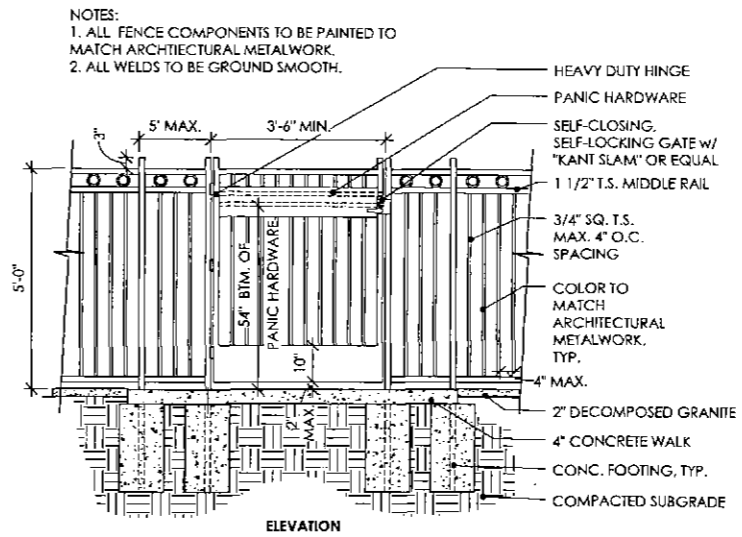 NOTES:
1. ALL FENCE COMPONENTS TO BE PAINTED TO
MATCH ARCHTIECTURAL METALWORK.
2. ALL WELDS TO BE GROUND SMOOTH.
HEAVY DUTY HINGE
PANIC HARDWARE
SELF-CLOSING,
SELF-LOCKING GATE W/
"KANT SLAM" OR EQUAL
1 1/2" T.S. MIDDLE RAIL
3/4" SQ. T.S.
MAX. 4" O.C.
SPACING
COLOR TO
MATCH
ARCHITECTURAL
METALWORK,
TYP.
4" MAX.
2" DECOMPOSED GRANITE
4" CONCRETE WALK
CONC. FOOTING, TYP.
COMPACTED SUBGRADE
3"
5' MAX.
3'-6" MIN.
5'-0"
54" BTM. OF
PANIC HARDWARE
10"
2"
MAX.
ELEVATION